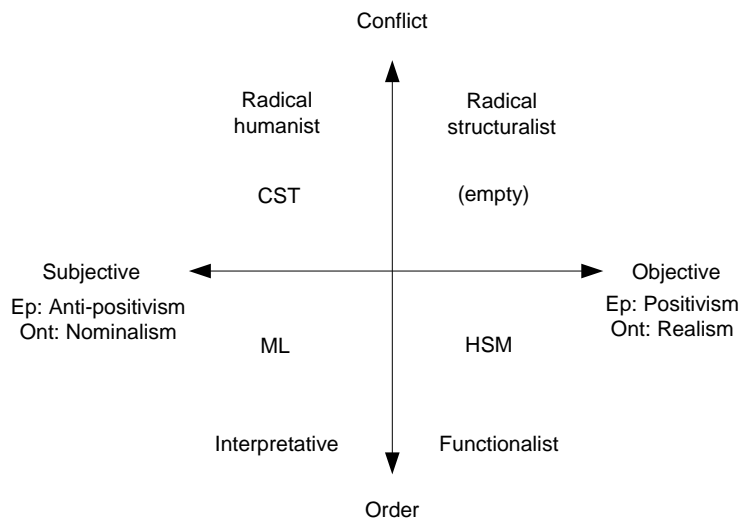 Conflict
Radical
humanist
Radical
structuralist
CST
(empty)
Subjective
Ep: Anti-positivism
Ont: Nominalism
Objective
Ep: Positivism
Ont: Realism
ML
HSM
Interpretative
Functionalist
Order